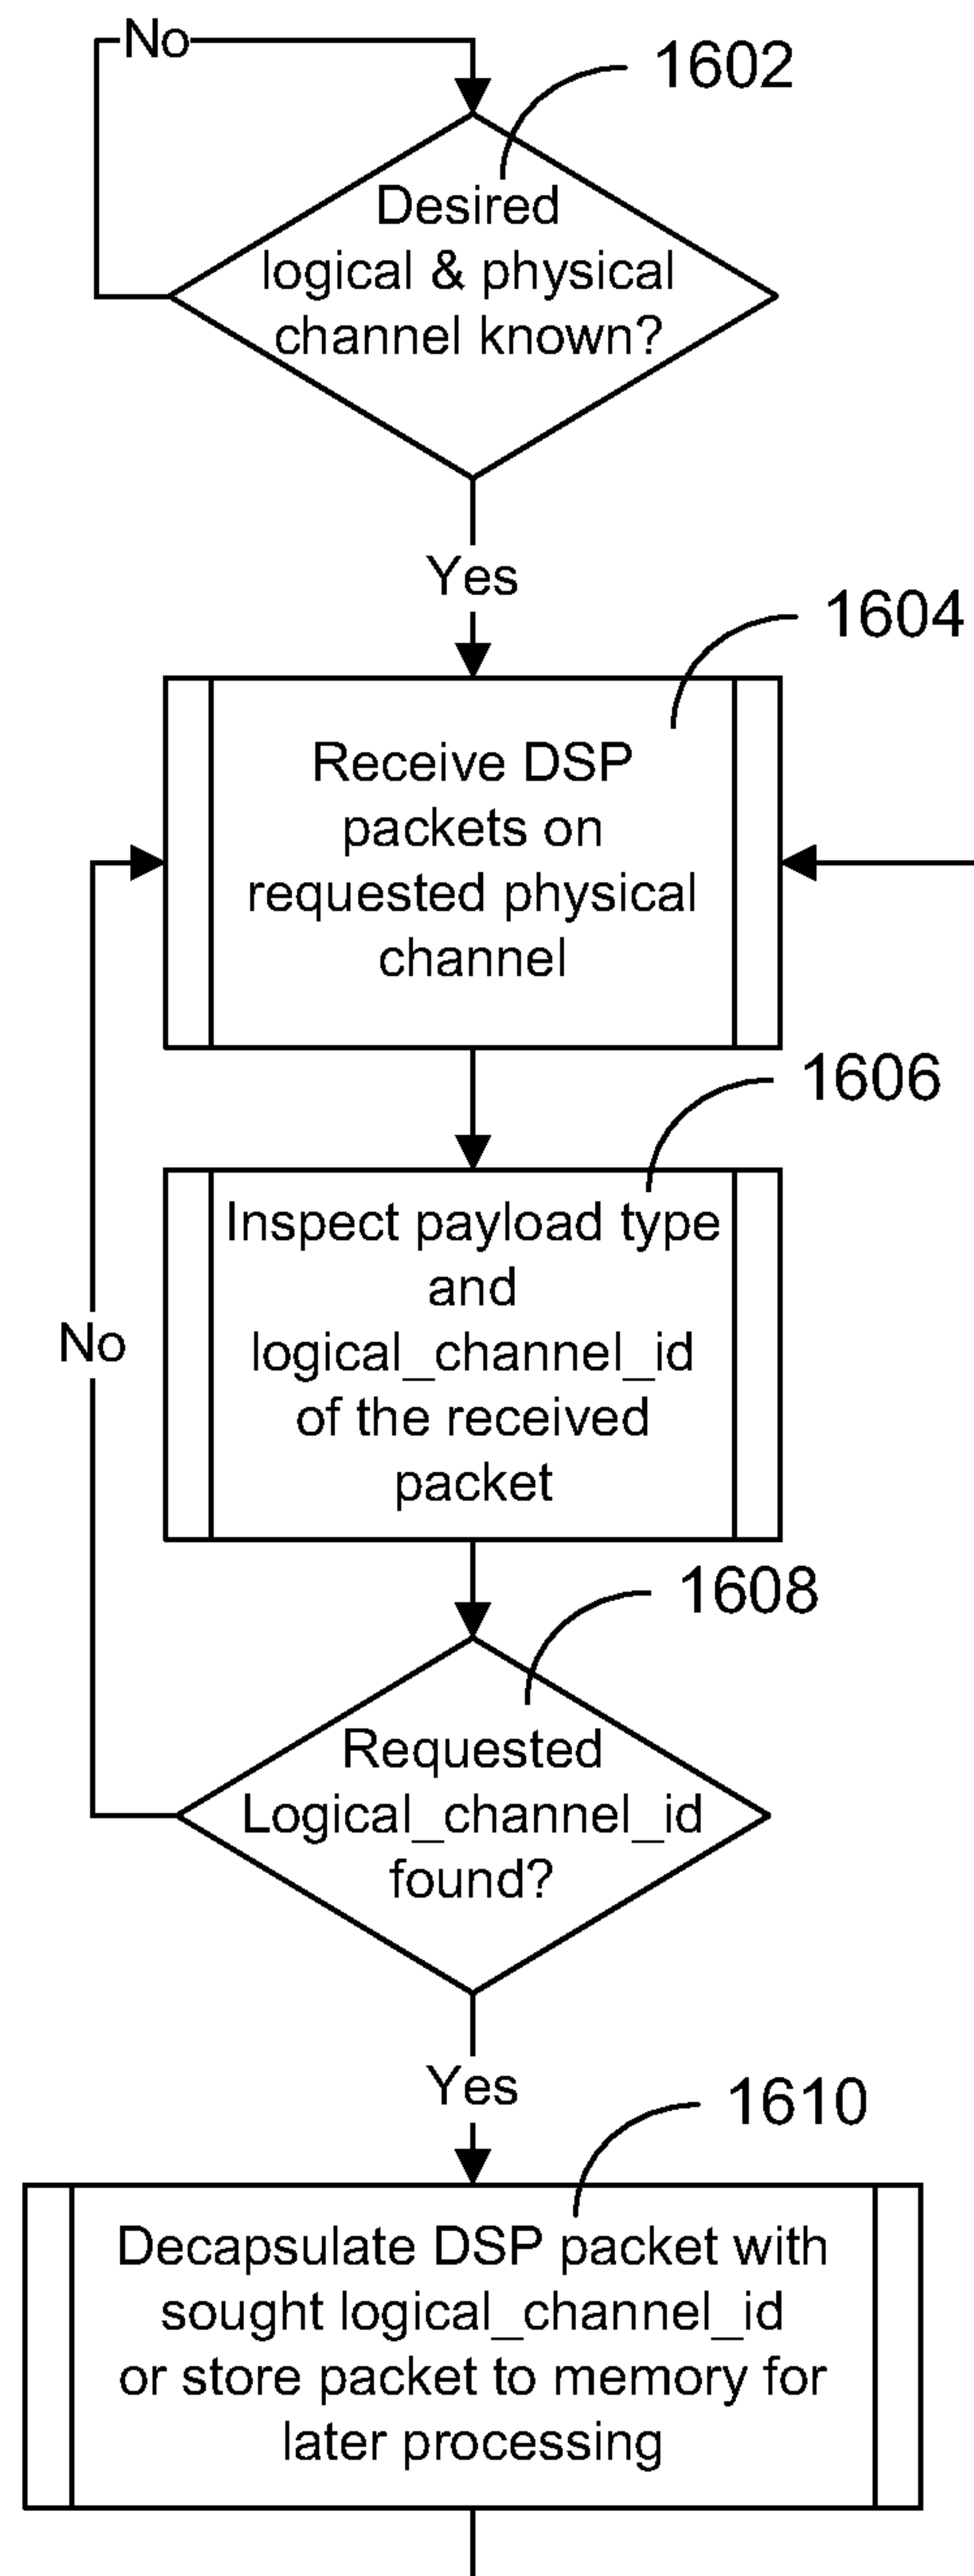 No
1602
Desired
logical & physical
channel known?
Yes
1604
Receive DSP
packets on
requested physical
channel
1606
Inspect payload type
and
logical_channel_id
of the received
packet
No
1608
Requested
Logical_channel_id
found?
Yes
1610
Decapsulate DSP packet with
sought logical_channel_id
or store packet to memory for
later processing